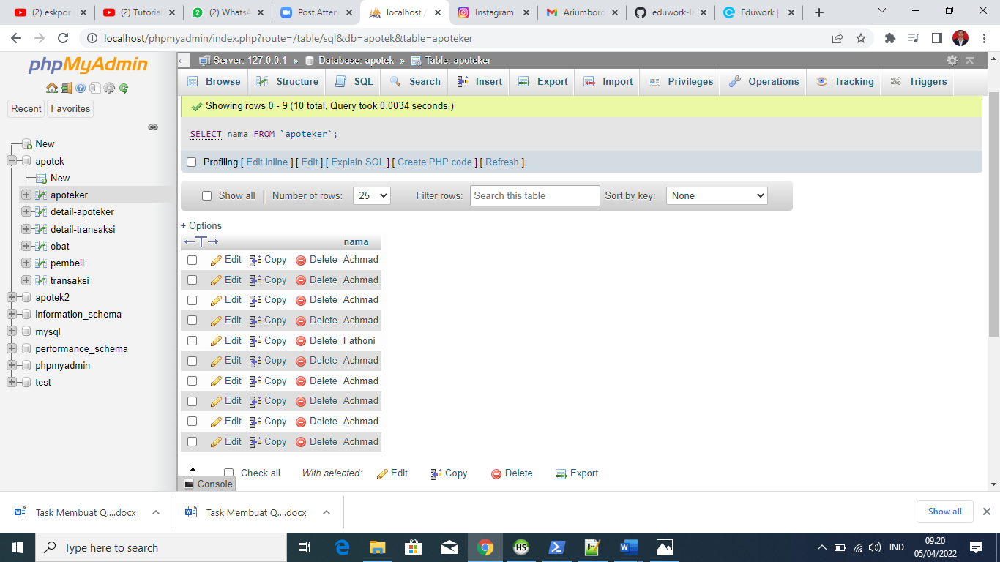 (2) eskpor
(2) Tutorial
(2) WhatsA
Post Atten
localhost /
Instagram
Ariumboro
eduwork-la
Eduwork |
localhost/phpmyadmin/index.php?route=/table/sql&db=apotek&table=apoteker
phpMyAdmin
Recent Favorites
New
apotek
New
apoteker
detail-apoteker
detail-transaksi
obat
pembeli
transaksi
apotek2
information_schema
mysql
performance_schema
phpmyadmin
test
Server: 127.0.0.1 » Database: apotek » Table: apoteker
Browse Structure SQL Search Insert Export Import Privileges Operations Tracking Triggers
Showing rows 0 - 9 (10 total, Query took 0.0034 seconds.)
SELECT nama FROM `apoteker`;
Profiling [ Edit inline ] [ Edit ] [ Explain SQL ] [ Create PHP code ] [ Refresh ]
Show all Number of rows: 25 Filter rows: Search this table Sort by key: None
+ Options
←T→ nama
Edit Copy Delete Achmad
Edit Copy Delete Achmad
Edit Copy Delete Achmad
Edit Copy Delete Achmad
Edit Copy Delete Fathoni
Edit Copy Delete Achmad
Edit Copy Delete Achmad
Edit Copy Delete Achmad
Edit Copy Delete Achmad
Edit Copy Delete Achmad
Check all With selected: Edit Copy Delete Export
Console
Task Membuat Q....docx
Task Membuat Q....docx
Show all
Type here to search
HS
IND
09.20
05/04/2022